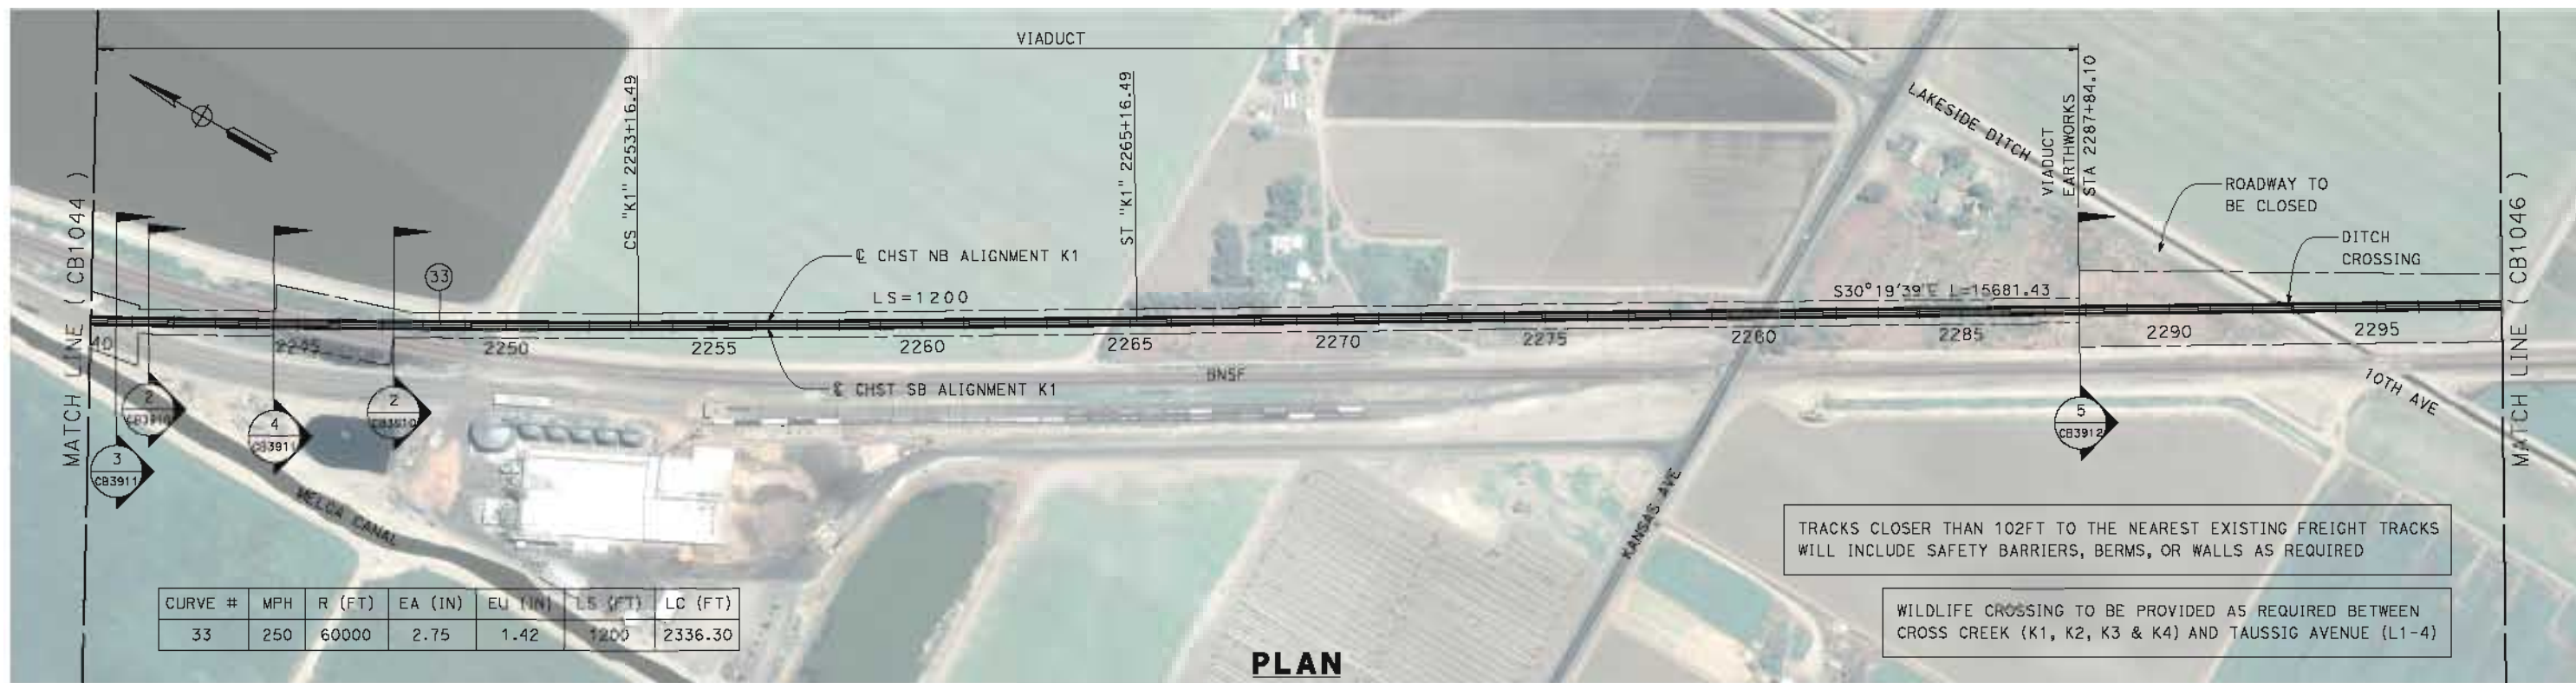 VIADUCT
MATCH LINE ( CB1044 )
CS "K1" 2253+16.49
ST "K1" 2265+16.49
LAKESIDE DITCH
VIADUCT
EARTHWORKS
STA 2287+84.10
ROADWAY TO
BE CLOSED
DITCH
CROSSING
MATCH LINE ( CB1046 )
33
℄ CHST NB ALIGNMENT K1
LS=1200
S30°19'39"E L=15681.43
40
2245
2250
2255
2260
2265
2270
2275
2280
2285
2290
2295
℄ CHST SB ALIGNMENT K1
BNSF
10TH AVE
2
3
CB3911
4
CB3911
2
5
CB3912
MELGA CANAL
KANSAS AVE
TRACKS CLOSER THAN 102FT TO THE NEAREST EXISTING FREIGHT TRACKS
WILL INCLUDE SAFETY BARRIERS, BERMS, OR WALLS AS REQUIRED
WILDLIFE CROSSING TO BE PROVIDED AS REQUIRED BETWEEN
CROSS CREEK (K1, K2, K3 & K4) AND TAUSSIG AVENUE (L1-4)
CURVE # MPH R (FT) EA (IN) EU (IN) LS (FT) LC (FT)
33 250 60000 2.75 1.42 1200 2336.30
PLAN